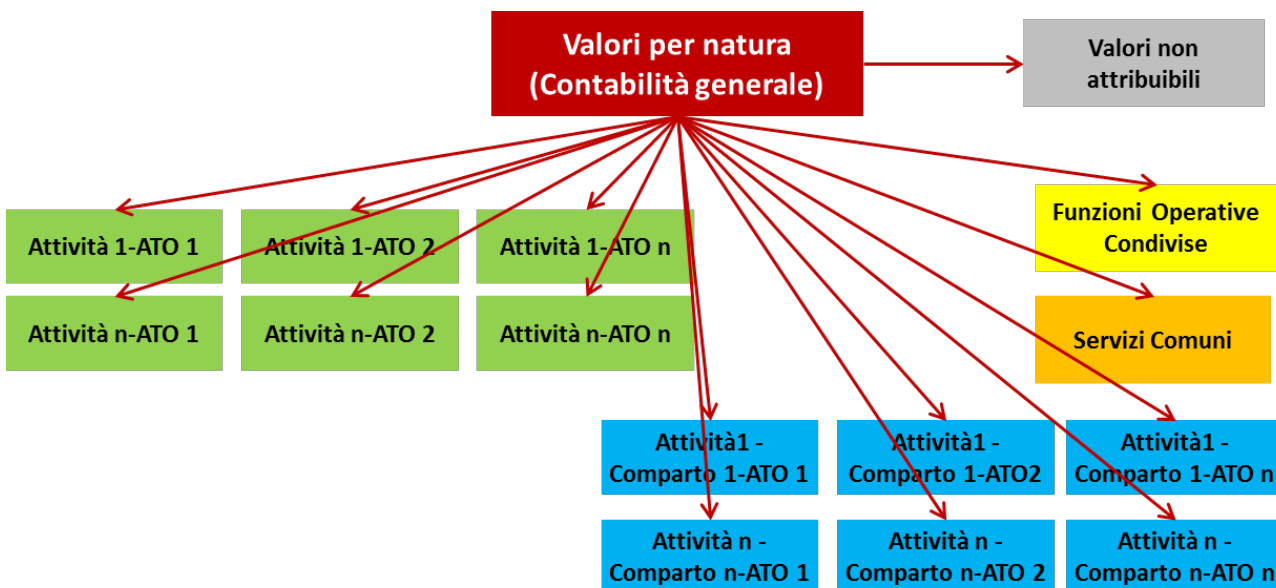 Valori per natura
(Contabilità generale)
Valori non
attribuibili
Funzioni Operative
Condivise
Attività 1-ATO 1
Attività 1-ATO 2
Attività 1-ATO n
Attività n-ATO 1
Attività n-ATO 2
Attività n-ATO n
Servizi Comuni
Attività1 -
Comparto 1-ATO 1
Attività1 -
Comparto 1-ATO2
Attività1 -
Comparto 1-ATO n
Attività n -
Comparto n-ATO 1
Attività n -
Comparto n-ATO 2
Attività n -
Comparto n-ATO n